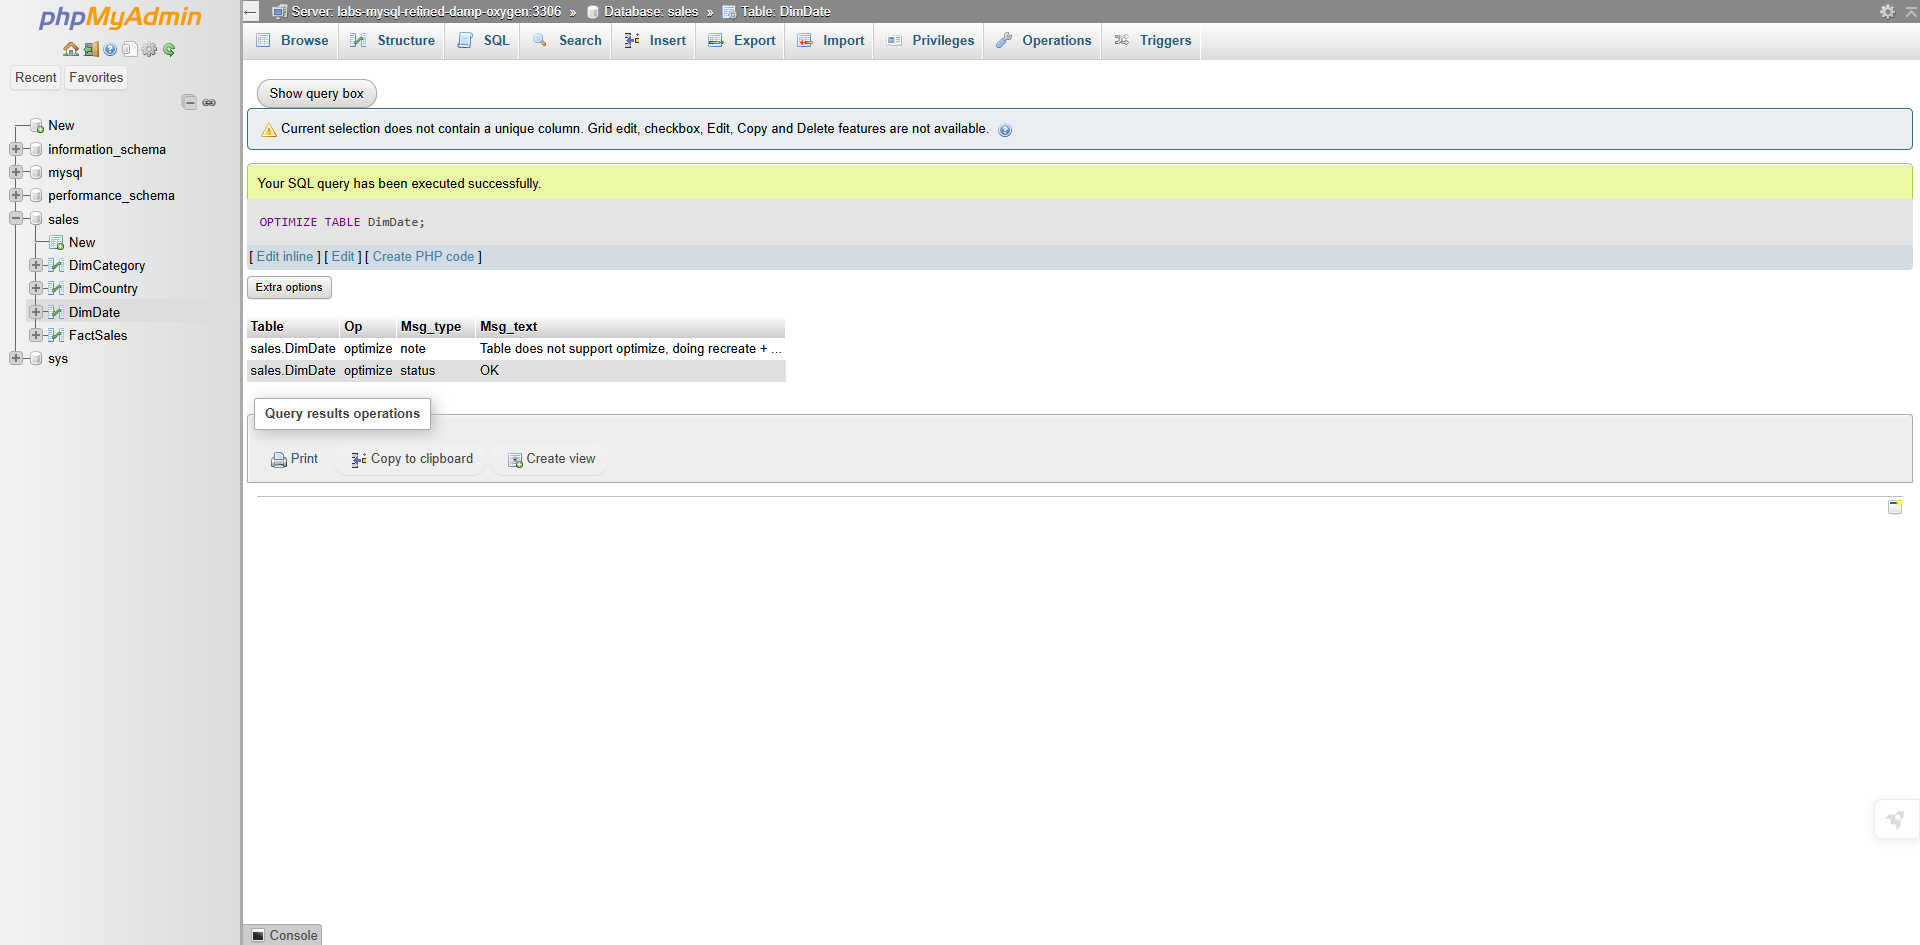 phpMyAdmin
Recent Favorites
New
information_schema
mysql
performance_schema
sales
New
DimCategory
DimCountry
DimDate
FactSales
sys
Server: labs-mysql-refined-damp-oxygen:3306 » Database: sales » Table: DimDate
Browse Structure SQL Search Insert Export Import Privileges Operations Triggers
Show query box
Current selection does not contain a unique column. Grid edit, checkbox, Edit, Copy and Delete features are not available.
Your SQL query has been executed successfully.
OPTIMIZE TABLE DimDate;
[ Edit inline ] [ Edit ] [ Create PHP code ]
Extra options
Table Op Msg_type Msg_text
sales.DimDate optimize note Table does not support optimize, doing recreate + ...
sales.DimDate optimize status OK
Query results operations
Print Copy to clipboard Create view
Console